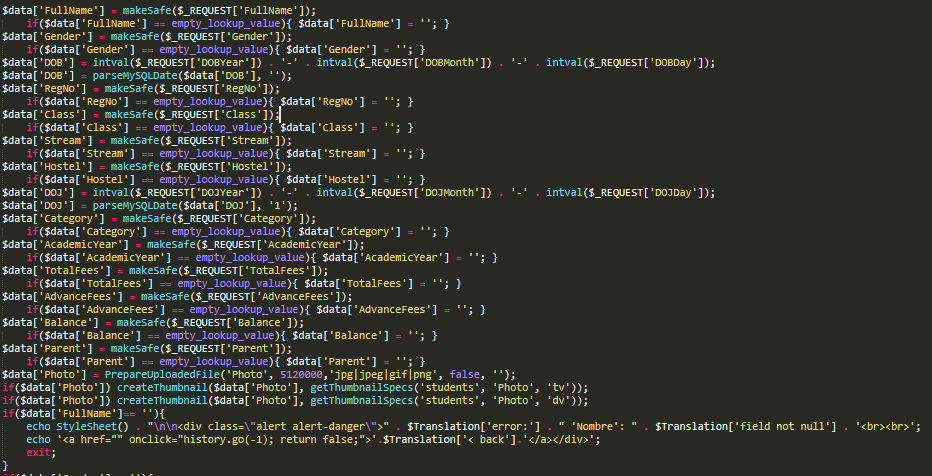 $data['FullName'] = makeSafe($_REQUEST['FullName']);
if($data['FullName'] == empty_lookup_value){ $data['FullName'] = ''; }
$data['Gender'] = makeSafe($_REQUEST['Gender']);
if($data['Gender'] == empty_lookup_value){ $data['Gender'] = ''; }
$data['DOB'] = intval($_REQUEST['DOBYear']) . '-' . intval($_REQUEST['DOBMonth']) . '-' . intval($_REQUEST['DOBDay']);
$data['DOB'] = parseMySQLDate($data['DOB'], '');
$data['RegNo'] = makeSafe($_REQUEST['RegNo']);
if($data['RegNo'] == empty_lookup_value){ $data['RegNo'] = ''; }
$data['Class'] = makeSafe($_REQUEST['Class']);
if($data['Class'] == empty_lookup_value){ $data['Class'] = ''; }
$data['Stream'] = makeSafe($_REQUEST['Stream']);
if($data['Stream'] == empty_lookup_value){ $data['Stream'] = ''; }
$data['Hostel'] = makeSafe($_REQUEST['Hostel']);
if($data['Hostel'] == empty_lookup_value){ $data['Hostel'] = ''; }
$data['DOJ'] = intval($_REQUEST['DOJYear']) . '-' . intval($_REQUEST['DOJMonth']) . '-' . intval($_REQUEST['DOJDay']);
$data['DOJ'] = parseMySQLDate($data['DOJ'], '1');
$data['Category'] = makeSafe($_REQUEST['Category']);
if($data['Category'] == empty_lookup_value){ $data['Category'] = ''; }
$data['AcademicYear'] = makeSafe($_REQUEST['AcademicYear']);
if($data['AcademicYear'] == empty_lookup_value){ $data['AcademicYear'] = ''; }
$data['TotalFees'] = makeSafe($_REQUEST['TotalFees']);
if($data['TotalFees'] == empty_lookup_value){ $data['TotalFees'] = ''; }
$data['AdvanceFees'] = makeSafe($_REQUEST['AdvanceFees']);
if($data['AdvanceFees'] == empty_lookup_value){ $data['AdvanceFees'] = ''; }
$data['Balance'] = makeSafe($_REQUEST['Balance']);
if($data['Balance'] == empty_lookup_value){ $data['Balance'] = ''; }
$data['Parent'] = makeSafe($_REQUEST['Parent']);
if($data['Parent'] == empty_lookup_value){ $data['Parent'] = ''; }
$data['Photo'] = PrepareUploadedFile('Photo', 5120000,'jpg|jpeg|gif|png', false, '');
if($data['Photo']) createThumbnail($data['Photo'], getThumbnailSpecs('students', 'Photo', 'tv'));
if($data['Photo']) createThumbnail($data['Photo'], getThumbnailSpecs('students', 'Photo', 'dv'));
if($data['FullName']== ''){
echo StyleSheet() . "\n\n<div class=\"alert alert-danger\">" . $Translation['error:'] . " 'Nombre': " . $Translation['field not null'] . '<br><br>';
echo '<a href="" onclick="history.go(-1); return false;">'.$Translation['< back'].'</a></div>';
exit;
}